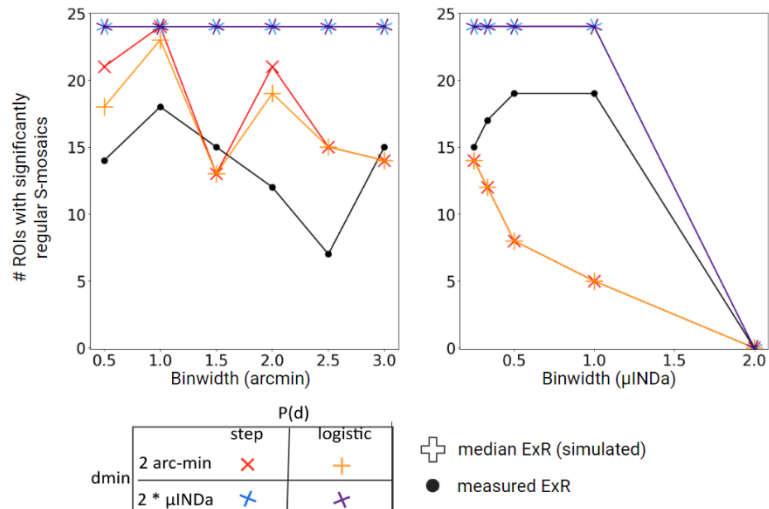 # ROIs with significantly
regular S-mosaics
25
20
15
10
5
0
0.5 1.0 1.5 2.0 2.5 3.0
Binwidth (arcmin)
25
20
15
10
5
0
0.5 1.0 1.5 2.0
Binwidth (μINDa)
P(d)
step logistic
dmin
2 arc-min
2 * μINDa
median ExR (simulated)
measured ExR